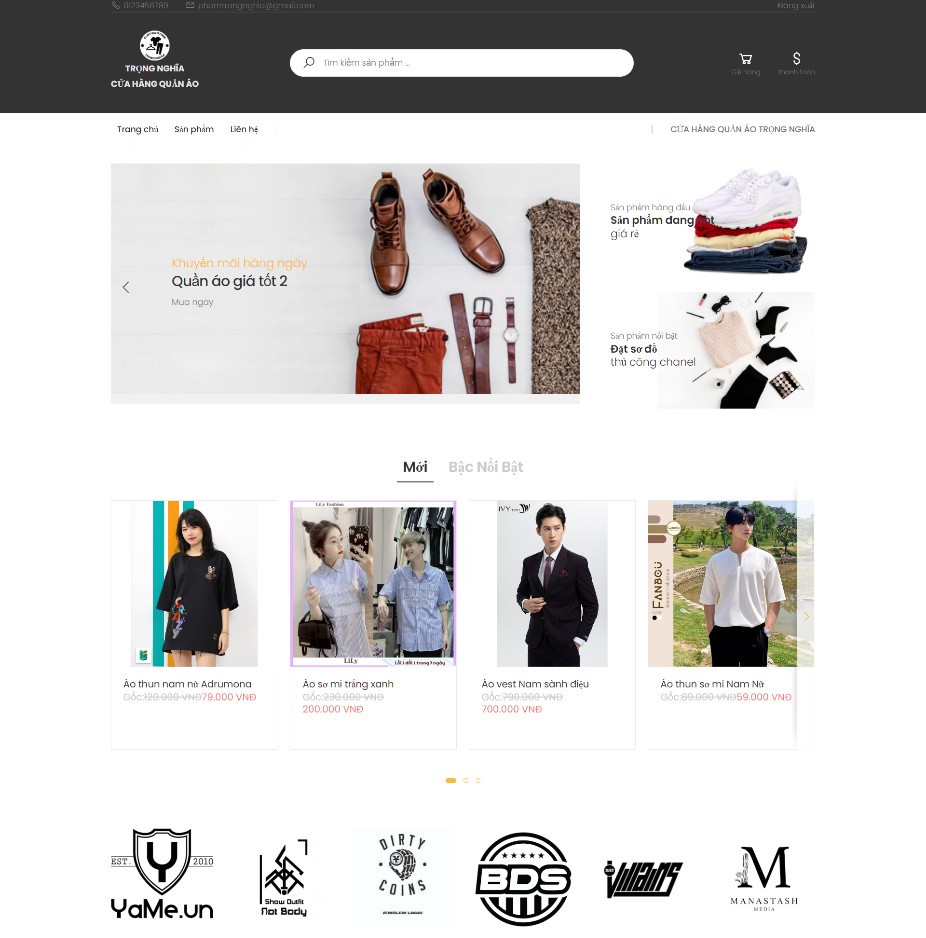 0123456789
phamtrongnghia@gmail.com
Đăng xuất
TRỌNG NGHĨA
CỬA HÀNG QUẦN ÁO
Tìm kiếm sản phẩm ...
Giỏ hàng
Thanh toán
Trang chủ
Sản phẩm
Liên hệ
CỬA HÀNG QUẦN ÁO TRỌNG NGHĨA
Khuyến mãi hàng ngày
Quần áo giá tốt 2
Mua ngay
Sản phẩm hàng đầu
Sản phẩm đang hot
giá rẻ
Sản phẩm nổi bật
Đặt sơ đồ
thủ công chanel
Mới
Bậc Nổi Bật
LiLy Fashion
LiLy
IVY
FANBOU
Áo thun nam nữ Adrumona
Gốc:120.000 VNĐ79.000 VNĐ
Áo sơ mi trắng xanh
Gốc:230.000 VNĐ
200.000 VNĐ
Áo vest Nam sành điệu
Gốc:790.000 VNĐ
700.000 VNĐ
Áo thun sơ mi Nam Nữ
Gốc:89.000 VNĐ59.000 VNĐ
EST. Y 2010
YaMe.vn
Show Outfit
Not Body
DIRTY
COINS
BDS
M
MANASTASH
MEDIA